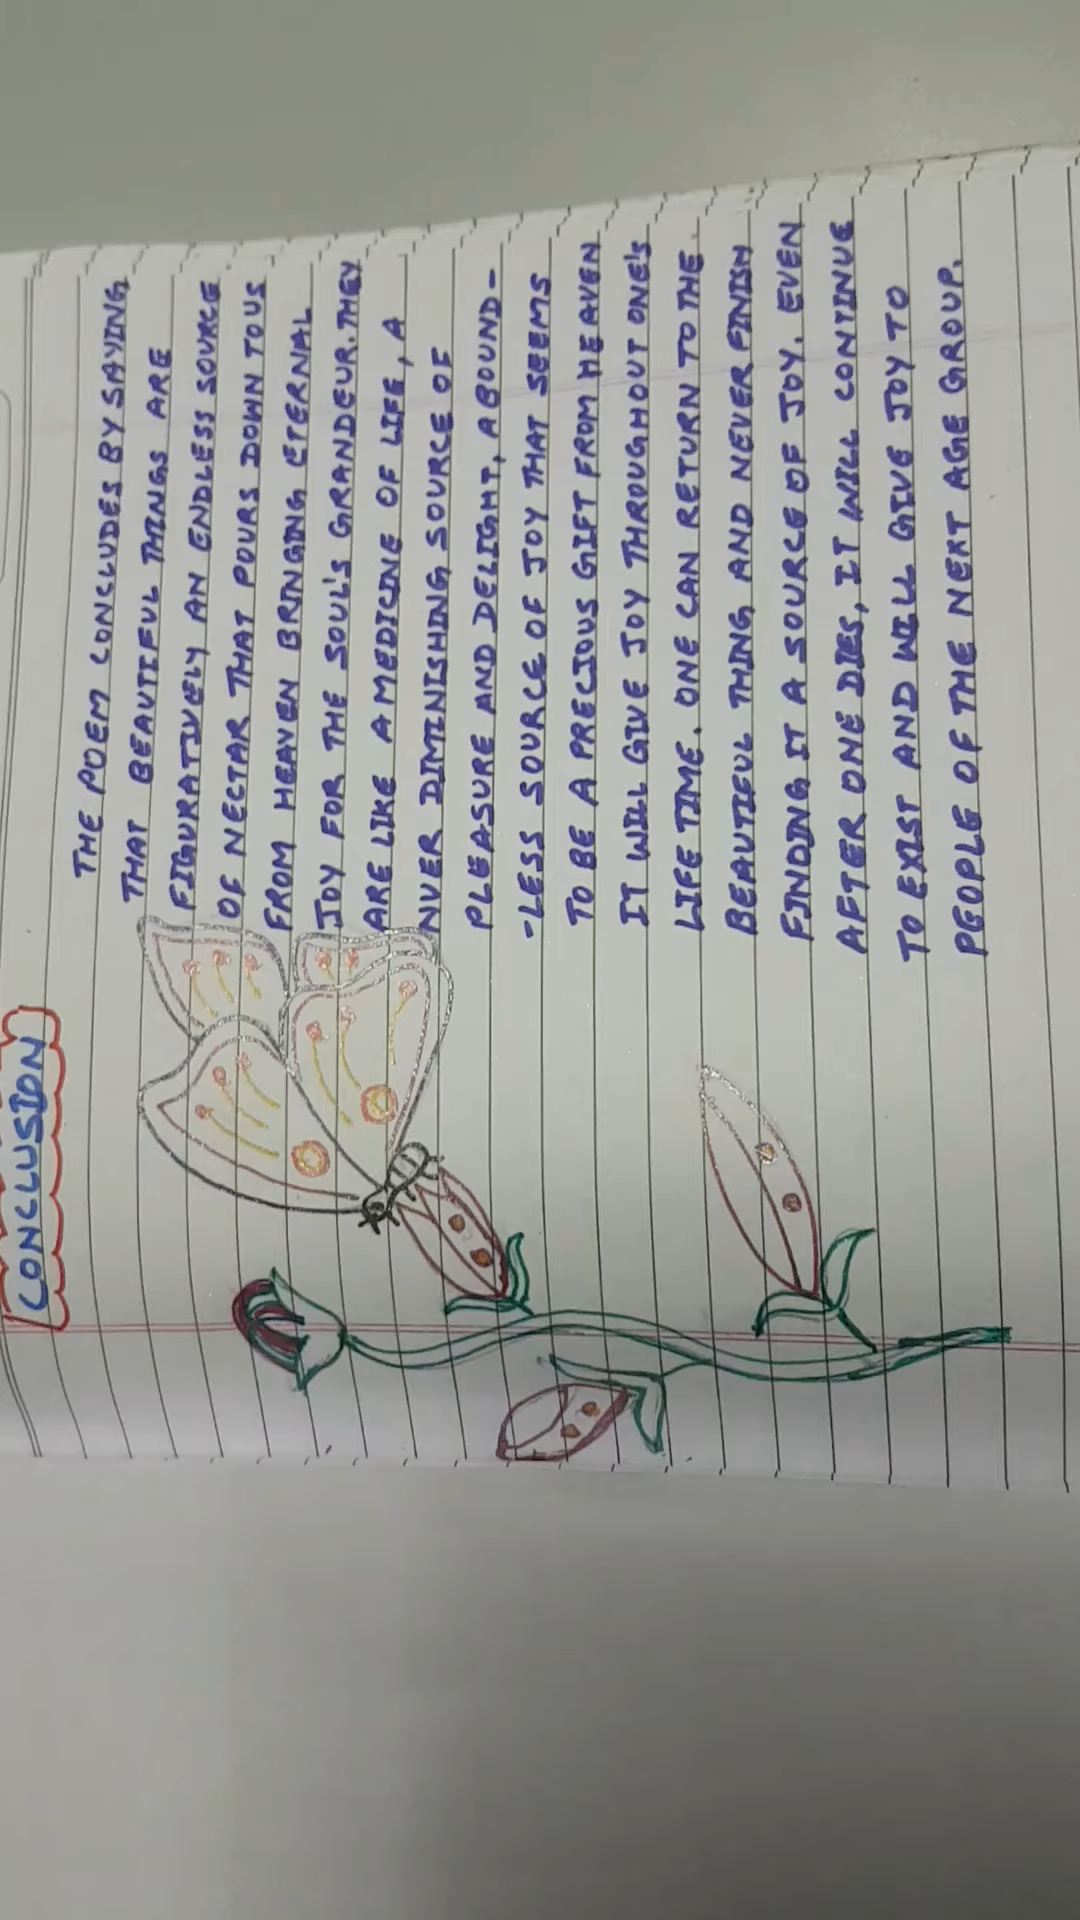 CONCLUSION
THE POEM CONCLUDES BY SAYING
THAT BEAUTIFUL THINGS ARE
FIGURATIVELY AN ENDLESS SOURCE
OF NECTAR THAT POURS DOWN TO US
FROM HEAVEN BRINGING ETERNAL
JOY FOR THE SOUL'S GRANDEUR. THEY
ARE LIKE A MEDICINE OF LIFE, A
NVER DIMINISHING SOURCE OF
PLEASURE AND DELIGHT, ABOUND-
-LESS SOURCE OF JOY THAT SEEMS
TO BE A PRECIOUS GIFT FROM HEAVEN
IT WILL GIVE JOY THROUGHOUT ONE'S
LIFE TIME. ONE CAN RETURN TO THE
BEAUTIFUL THING AND NEVER FINISH
FINDING IT A SOURCE OF JOY. EVEN
AFTER ONE DIES, IT WILL CONTINUE
TO EXIST AND WILL GIVE JOY TO
PEOPLE OF THE NEXT AGE GROUP.